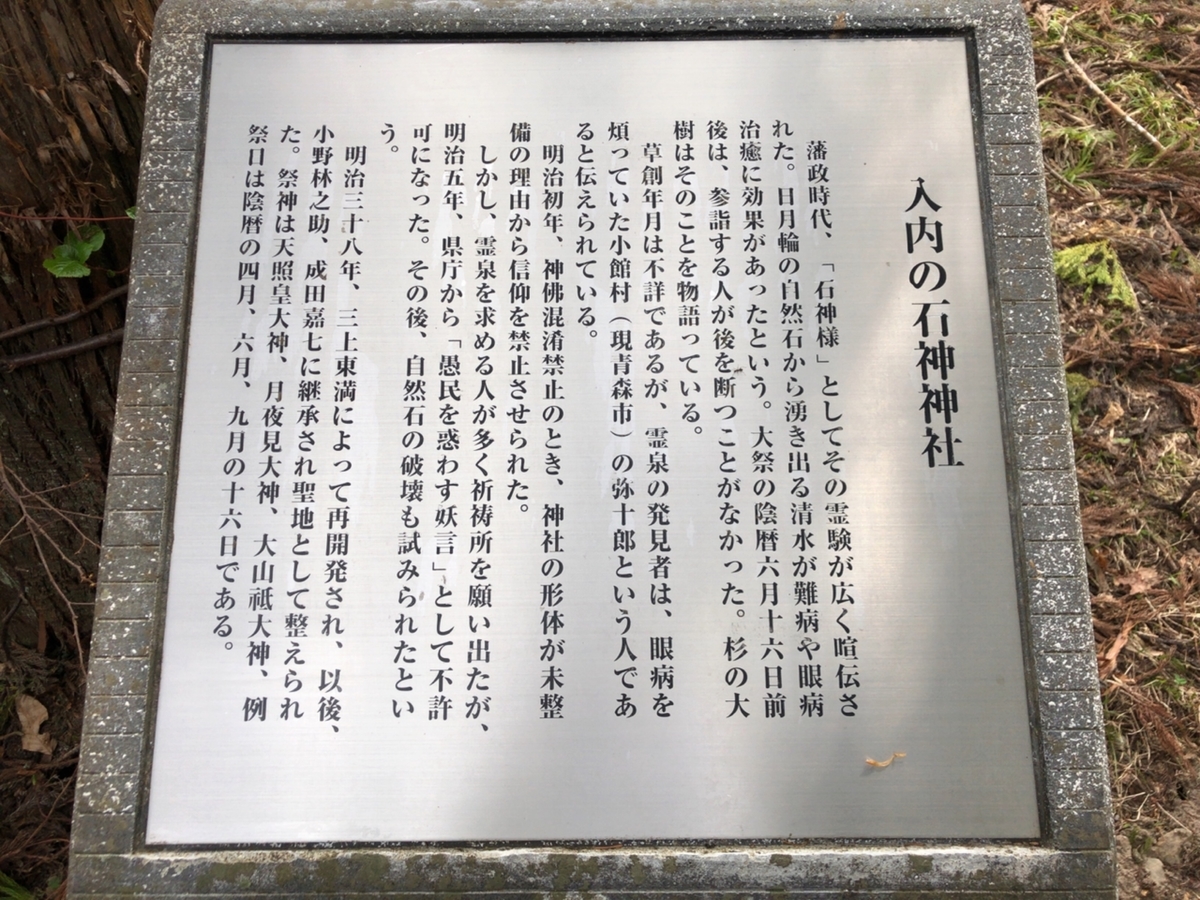 入内の石神神社
藩政時代、「石神様」としてその霊験が広く喧伝さ
れた。日月輪の自然石から湧き出る清水が難病や眼病
治癒に効果があったという。大祭の陰暦六月十六日前
後は、参詣する人が後を断つことがなかった。杉の大
樹はそのことを物語っている。
草創年月は不詳であるが、霊泉の発見者は、眼病を
煩っていた小館村（現青森市）の弥十郎という人であ
ると伝えられている。
明治初年、神佛混淆禁止のとき、神社の形体が未整
備の理由から信仰を禁止させられた。
しかし、霊泉を求める人が多く祈祷所を願い出たが、
明治五年、県庁から「愚民を惑わす妖言」として不許
可になった。その後、自然石の破壊も試みられたとい
う。
明治三十八年、三上東満によって再開発され、以後、
小野林之助、成田嘉七に継承され聖地として整えられ
た。祭神は天照皇大神、月夜見大神、大山祗大神、例
祭日は陰暦の四月、六月、九月の十六日である。